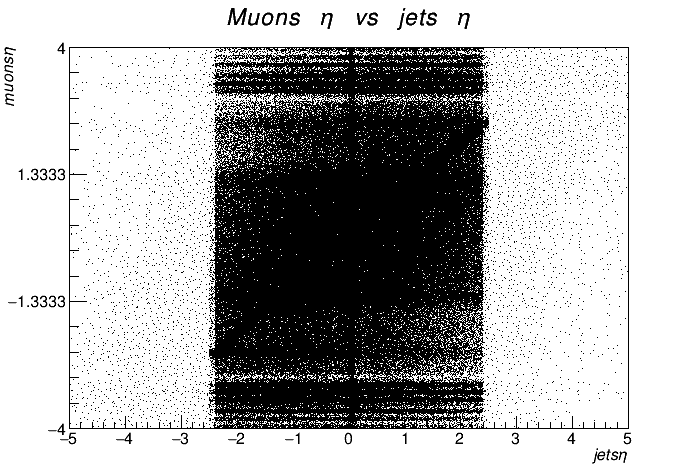 Muons η vs jets η
muonsη
4
1.3333
−1.3333
−4
−5 −4 −3 −2 −1 0 1 2 3 4 5
jetsη